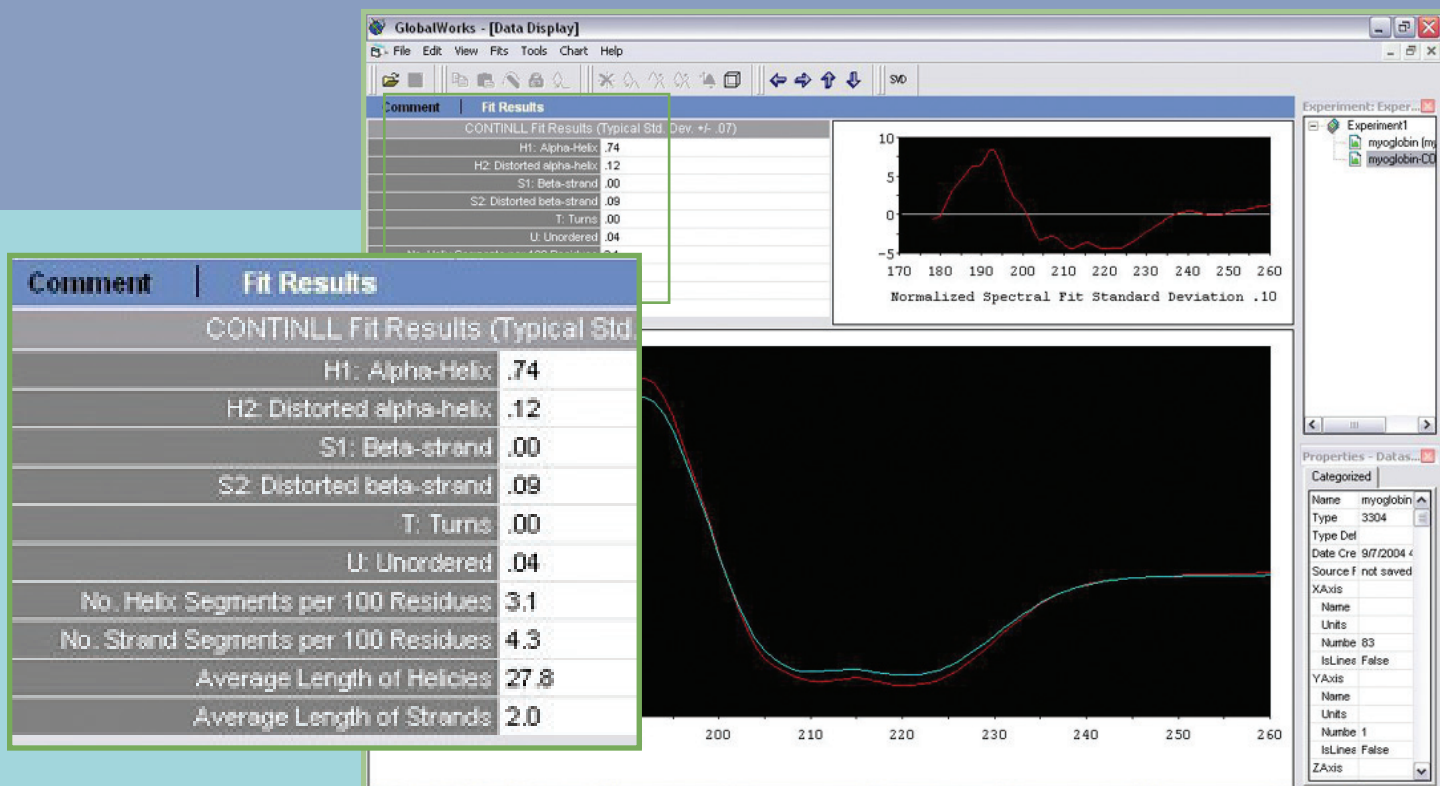 GlobalWorks - [Data Display]
File Edit View Fits Tools Chart Help
SVD
Comment | Fit Results
CONTINLL Fit Results (Typical Std. Dev. +/- .07)
H1: Alpha-Helix .74
H2: Distorted alpha-helix .12
S1: Beta-strand .00
S2: Distorted beta-strand .09
T: Turns .00
U: Unordered .04
10
5
0
-5
170 180 190 200 210 220 230 240 250 260
Normalized Spectral Fit Standard Deviation .10
Experiment: Exper...
Experiment1
myoglobin (my
myoglobin-CO
Comment | Fit Results
CONTINLL Fit Results (Typical Std.
H1: Alpha-Helix .74
H2: Distorted alpha-helix .12
S1: Beta-strand .00
S2: Distorted beta-strand .09
T: Turns .00
U: Unordered .04
No. Helix Segments per 100 Residues 3.1
No. Strand Segments per 100 Residues 4.3
Average Length of Helicies 27.8
Average Length of Strands 2.0
200 210 220 230 240 250 260
Properties - Datas...
Categorized
Name myoglobin
Type 3304
Type Def
Date Cre 9/7/2004 4
Source F not saved
XAxis
Name
Units
Numbe 83
IsLinea False
YAxis
Name
Units
Numbe 1
IsLinea False
ZAxis